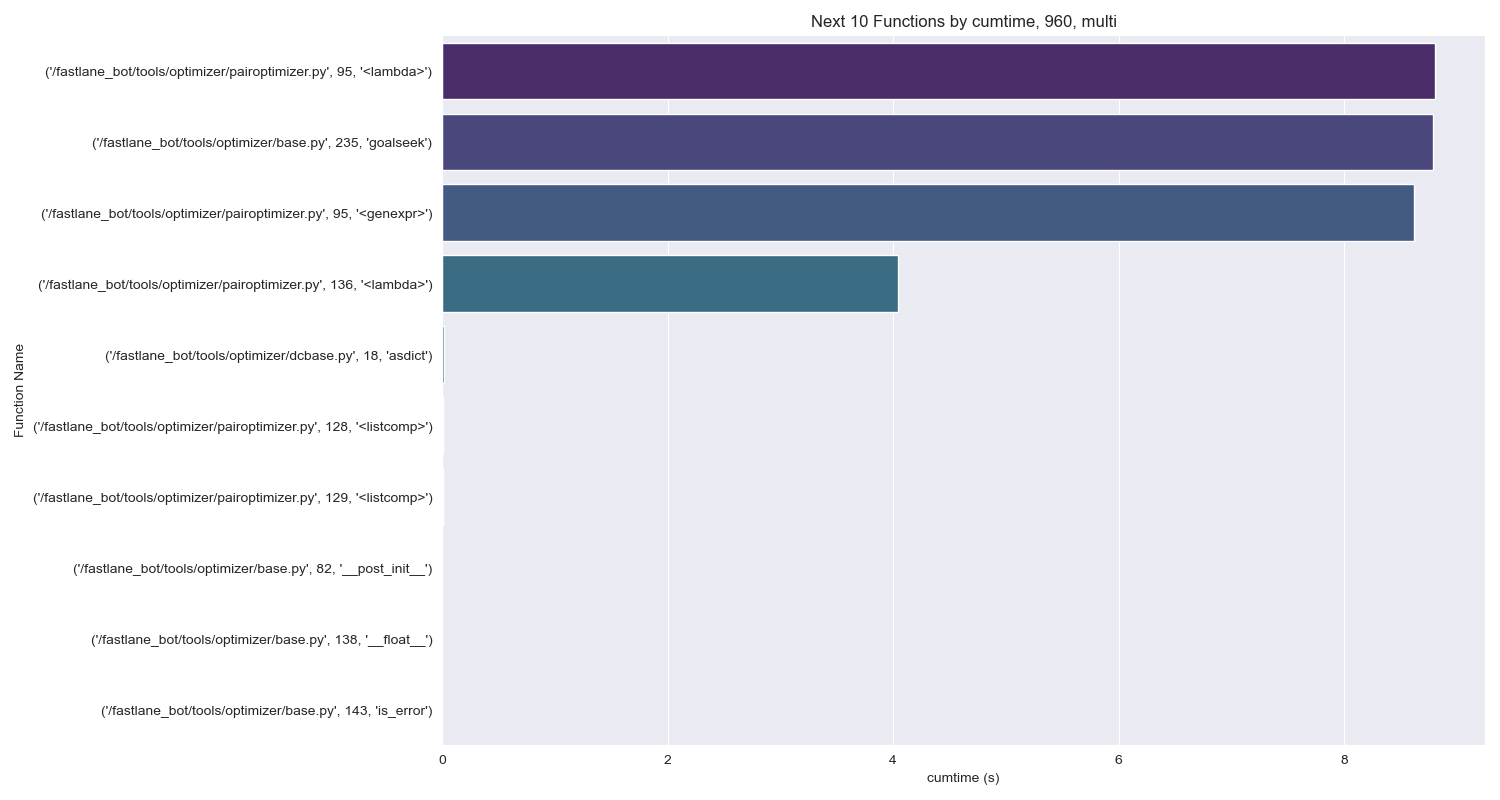 Next 10 Functions by cumtime, 960, multi
('/fastlane_bot/tools/optimizer/pairoptimizer.py', 95, '<lambda>')
('/fastlane_bot/tools/optimizer/base.py', 235, 'goalseek')
('/fastlane_bot/tools/optimizer/pairoptimizer.py', 95, '<genexpr>')
('/fastlane_bot/tools/optimizer/pairoptimizer.py', 136, '<lambda>')
('/fastlane_bot/tools/optimizer/dcbase.py', 18, 'asdict')
('/fastlane_bot/tools/optimizer/pairoptimizer.py', 128, '<listcomp>')
('/fastlane_bot/tools/optimizer/pairoptimizer.py', 129, '<listcomp>')
('/fastlane_bot/tools/optimizer/base.py', 82, '__post_init__')
('/fastlane_bot/tools/optimizer/base.py', 138, '__float__')
('/fastlane_bot/tools/optimizer/base.py', 143, 'is_error')
Function Name
0 2 4 6 8
cumtime (s)